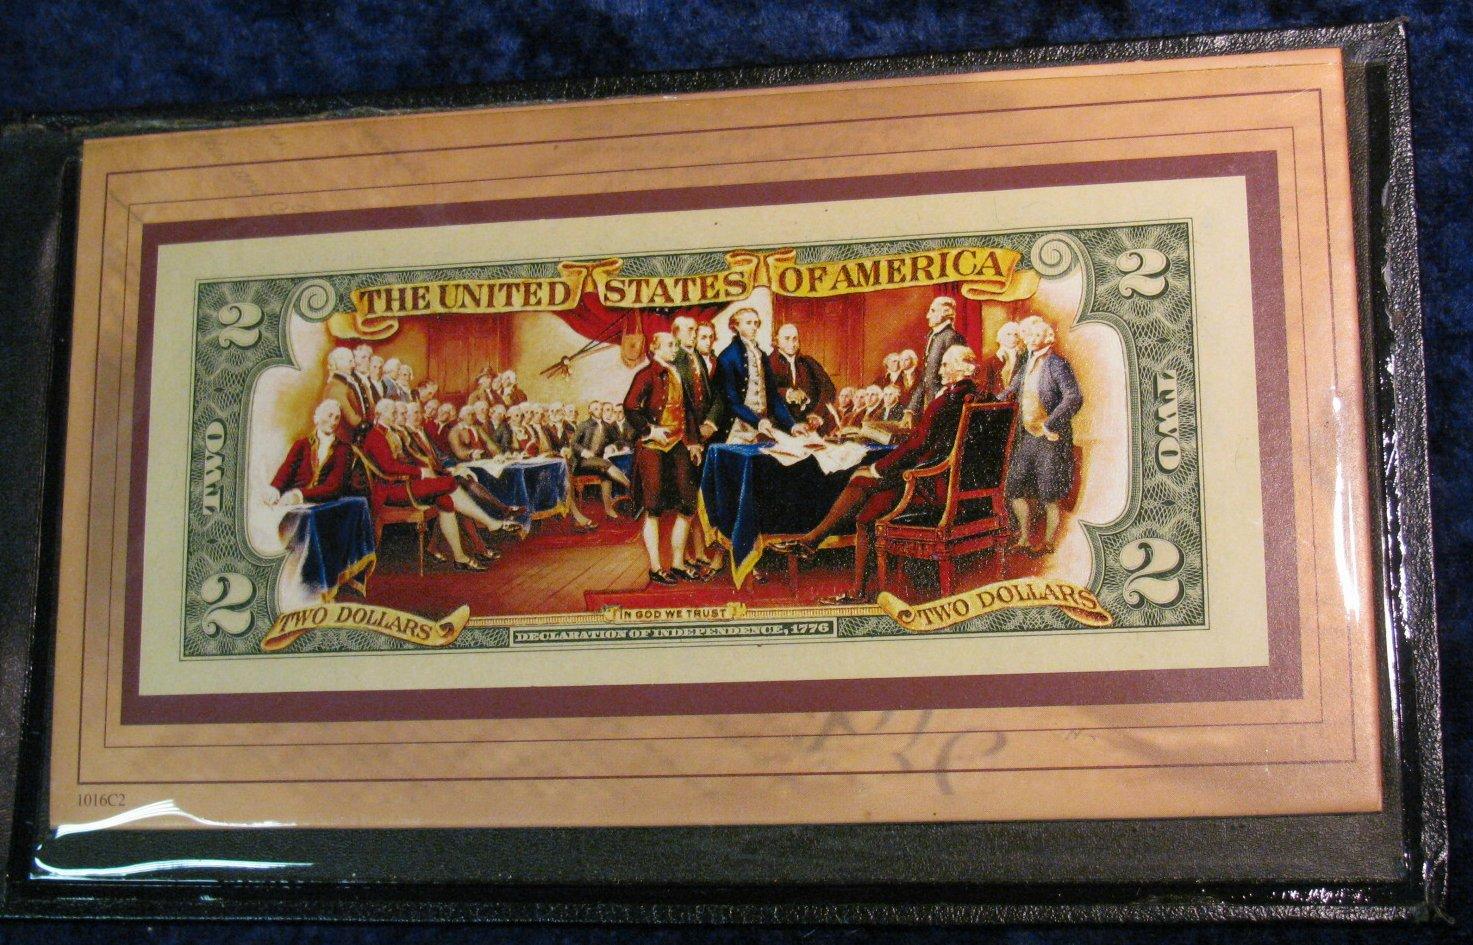 THE UNITED STATES OF AMERICA
2 2
TWO TWO
2 2
TWO DOLLARS IN GOD WE TRUST TWO DOLLARS
DECLARATION OF INDEPENDENCE, 1776
1016C2